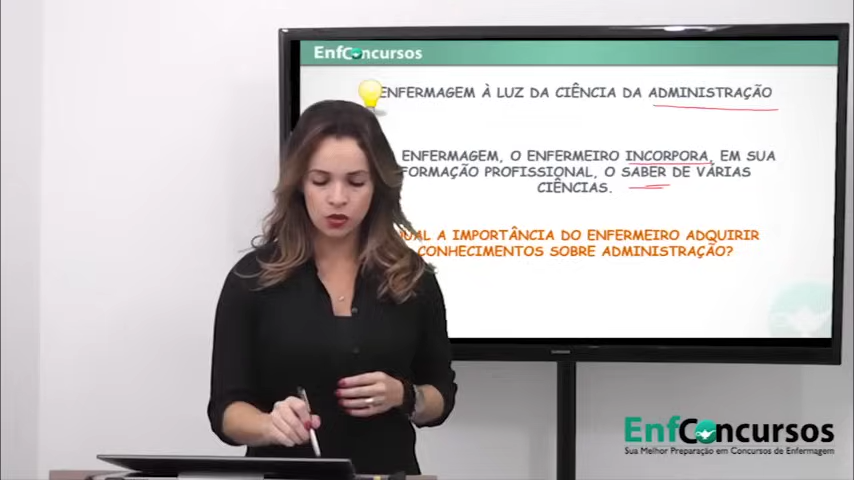 EnfConcursos
ENFERMAGEM À LUZ DA CIÊNCIA DA ADMINISTRAÇÃO
ENFERMAGEM, O ENFERMEIRO INCORPORA, EM SUA
FORMAÇÃO PROFISSIONAL, O SABER DE VÁRIAS
CIÊNCIAS.
A IMPORTÂNCIA DO ENFERMEIRO ADQUIRIR
CONHECIMENTOS SOBRE ADMINISTRAÇÃO?
EnfConcursos
Sua Melhor Preparação em Concursos de Enfermagem